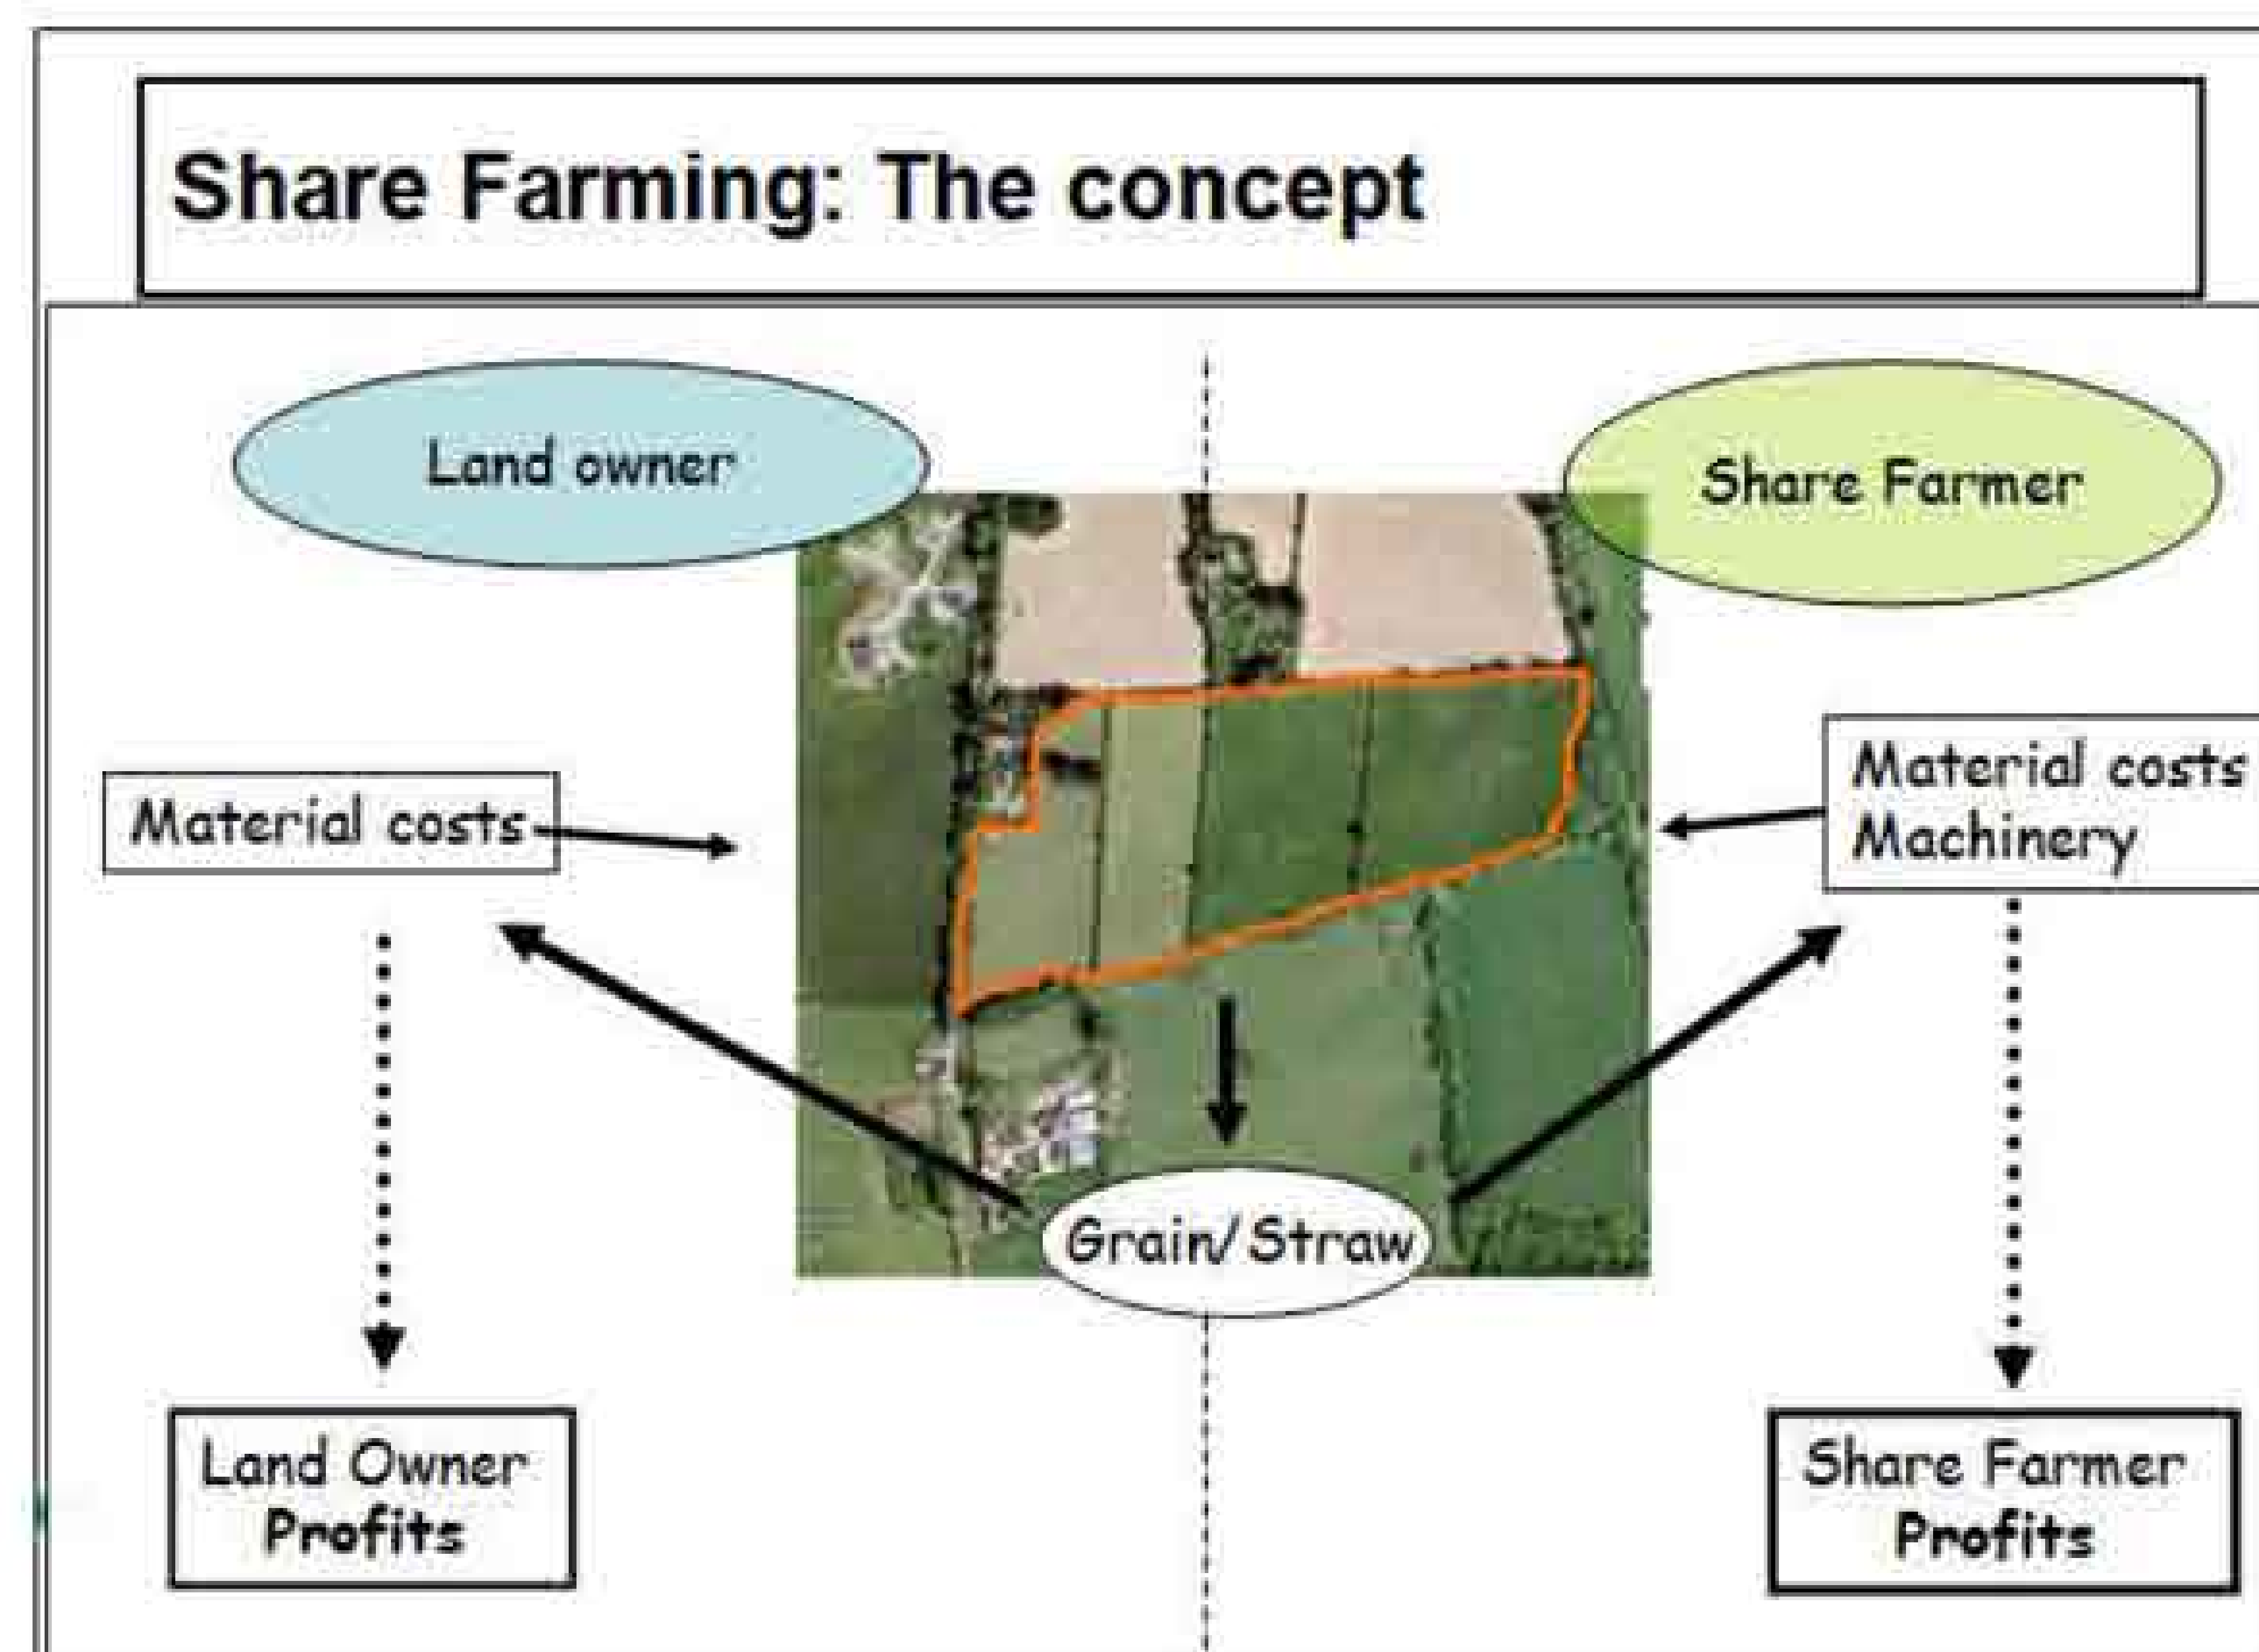 Share Farming: The concept
Land owner
Share Farmer
Material costs
Material costs
Machinery
Grain/Straw
Land Owner
Profits
Share Farmer
Profits